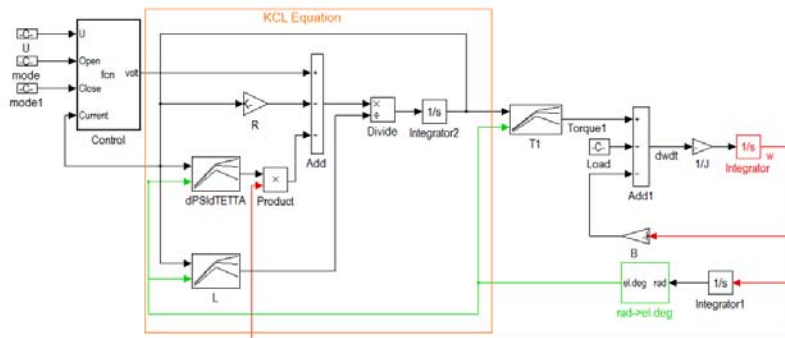 KCL Equation
-C-
U
-C-
mode
-C-
mode1
U
Open
Close
Current
fcn
volt
Control
R
dPSIdTETTA
×
Product
L
+
−
−
Add
×
÷
Divide
1/s
Integrator2
T1
Torque1
-C-
Load
+
−
−
Add1
dwdt
1/J
1/s
Integrator
w
B
el.deg
rad
rad->el.deg
1/s
Integrator1